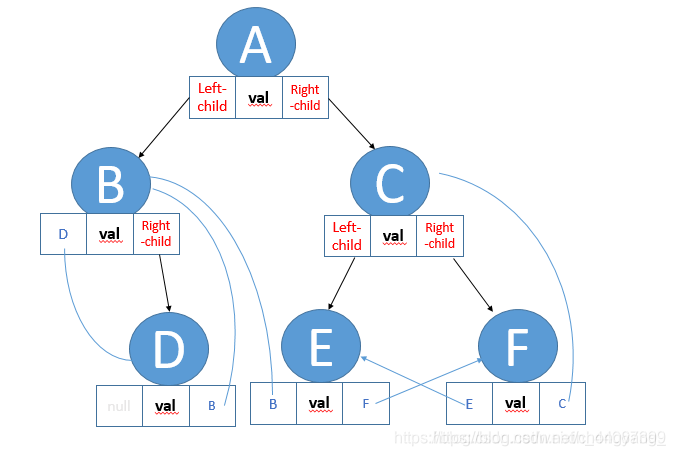 A
Left-
child
val
Right
-child
B
C
D
val
Right
-child
Left-
child
val
Right
-child
D
E
F
null
val
B
B
val
F
E
val
C